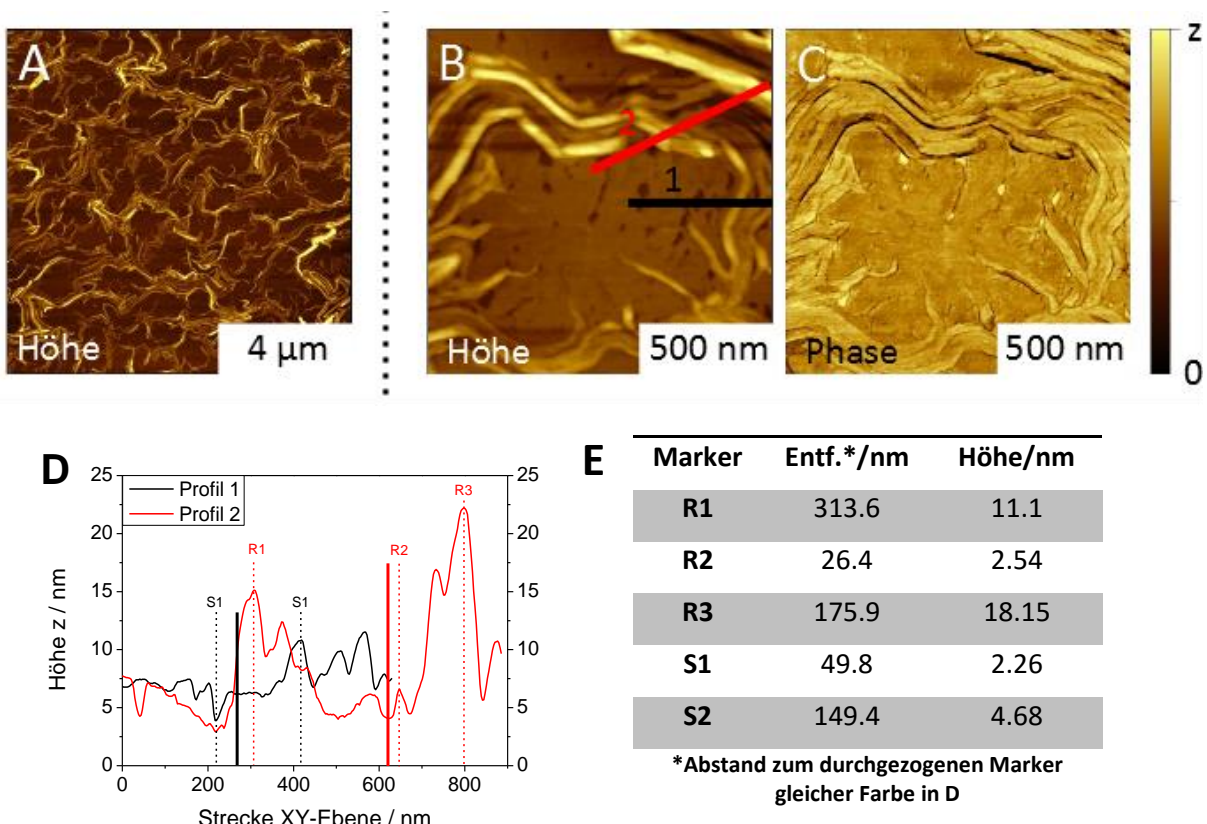 A
Höhe
4 µm
B
2
1
Höhe
500 nm
C
Phase
500 nm
z
0
D
25
20
15
10
5
0
Höhe z / nm
Profil 1
Profil 2
S1
R1
S1
R2
R3
25
20
15
10
5
0
0 200 400 600 800
Strecke XY-Ebene / nm
E
Marker Entf.*/nm Höhe/nm
R1 313.6 11.1
R2 26.4 2.54
R3 175.9 18.15
S1 49.8 2.26
S2 149.4 4.68
*Abstand zum durchgezogenen Marker
gleicher Farbe in D